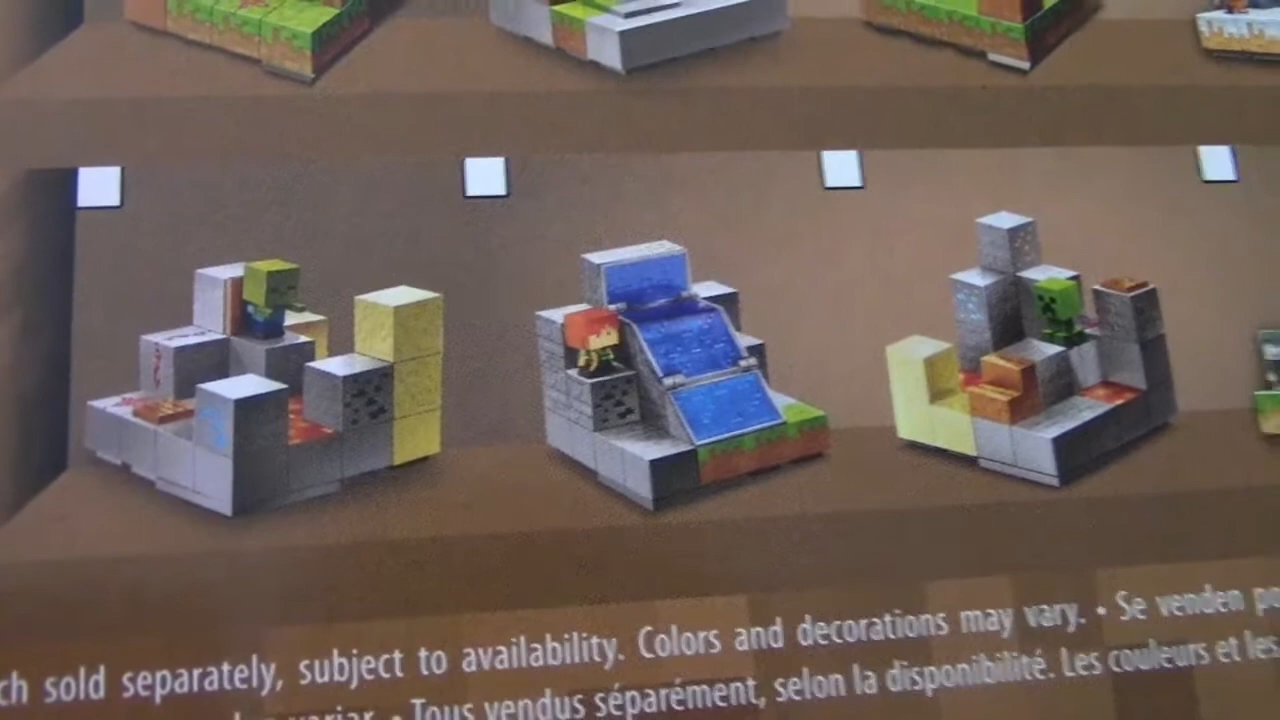 ch sold separately, subject to availability. Colors and decorations may vary. • Se venden
variar. • Tous vendus séparément, selon la disponibilité. Les couleurs et les